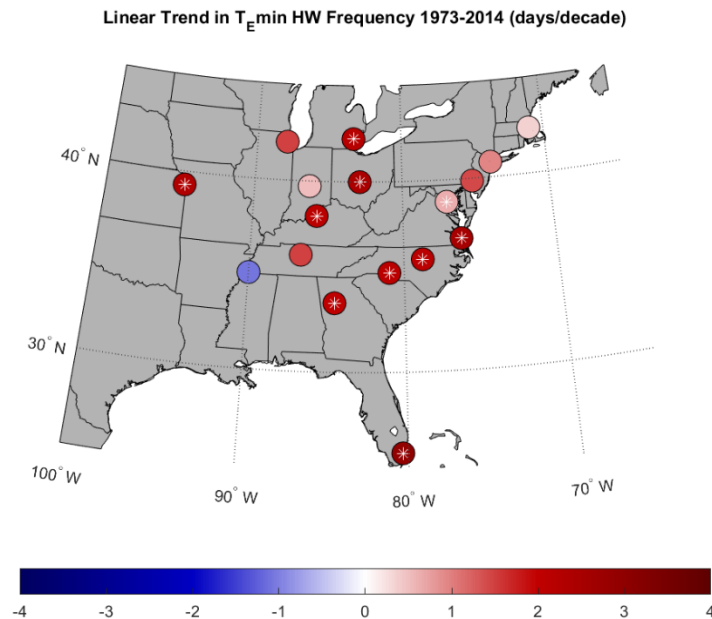 Linear Trend in T_Emin HW Frequency 1973-2014 (days/decade)
40° N
30° N
100° W
90° W
80° W
70° W
-4 -3 -2 -1 0 1 2 3 4